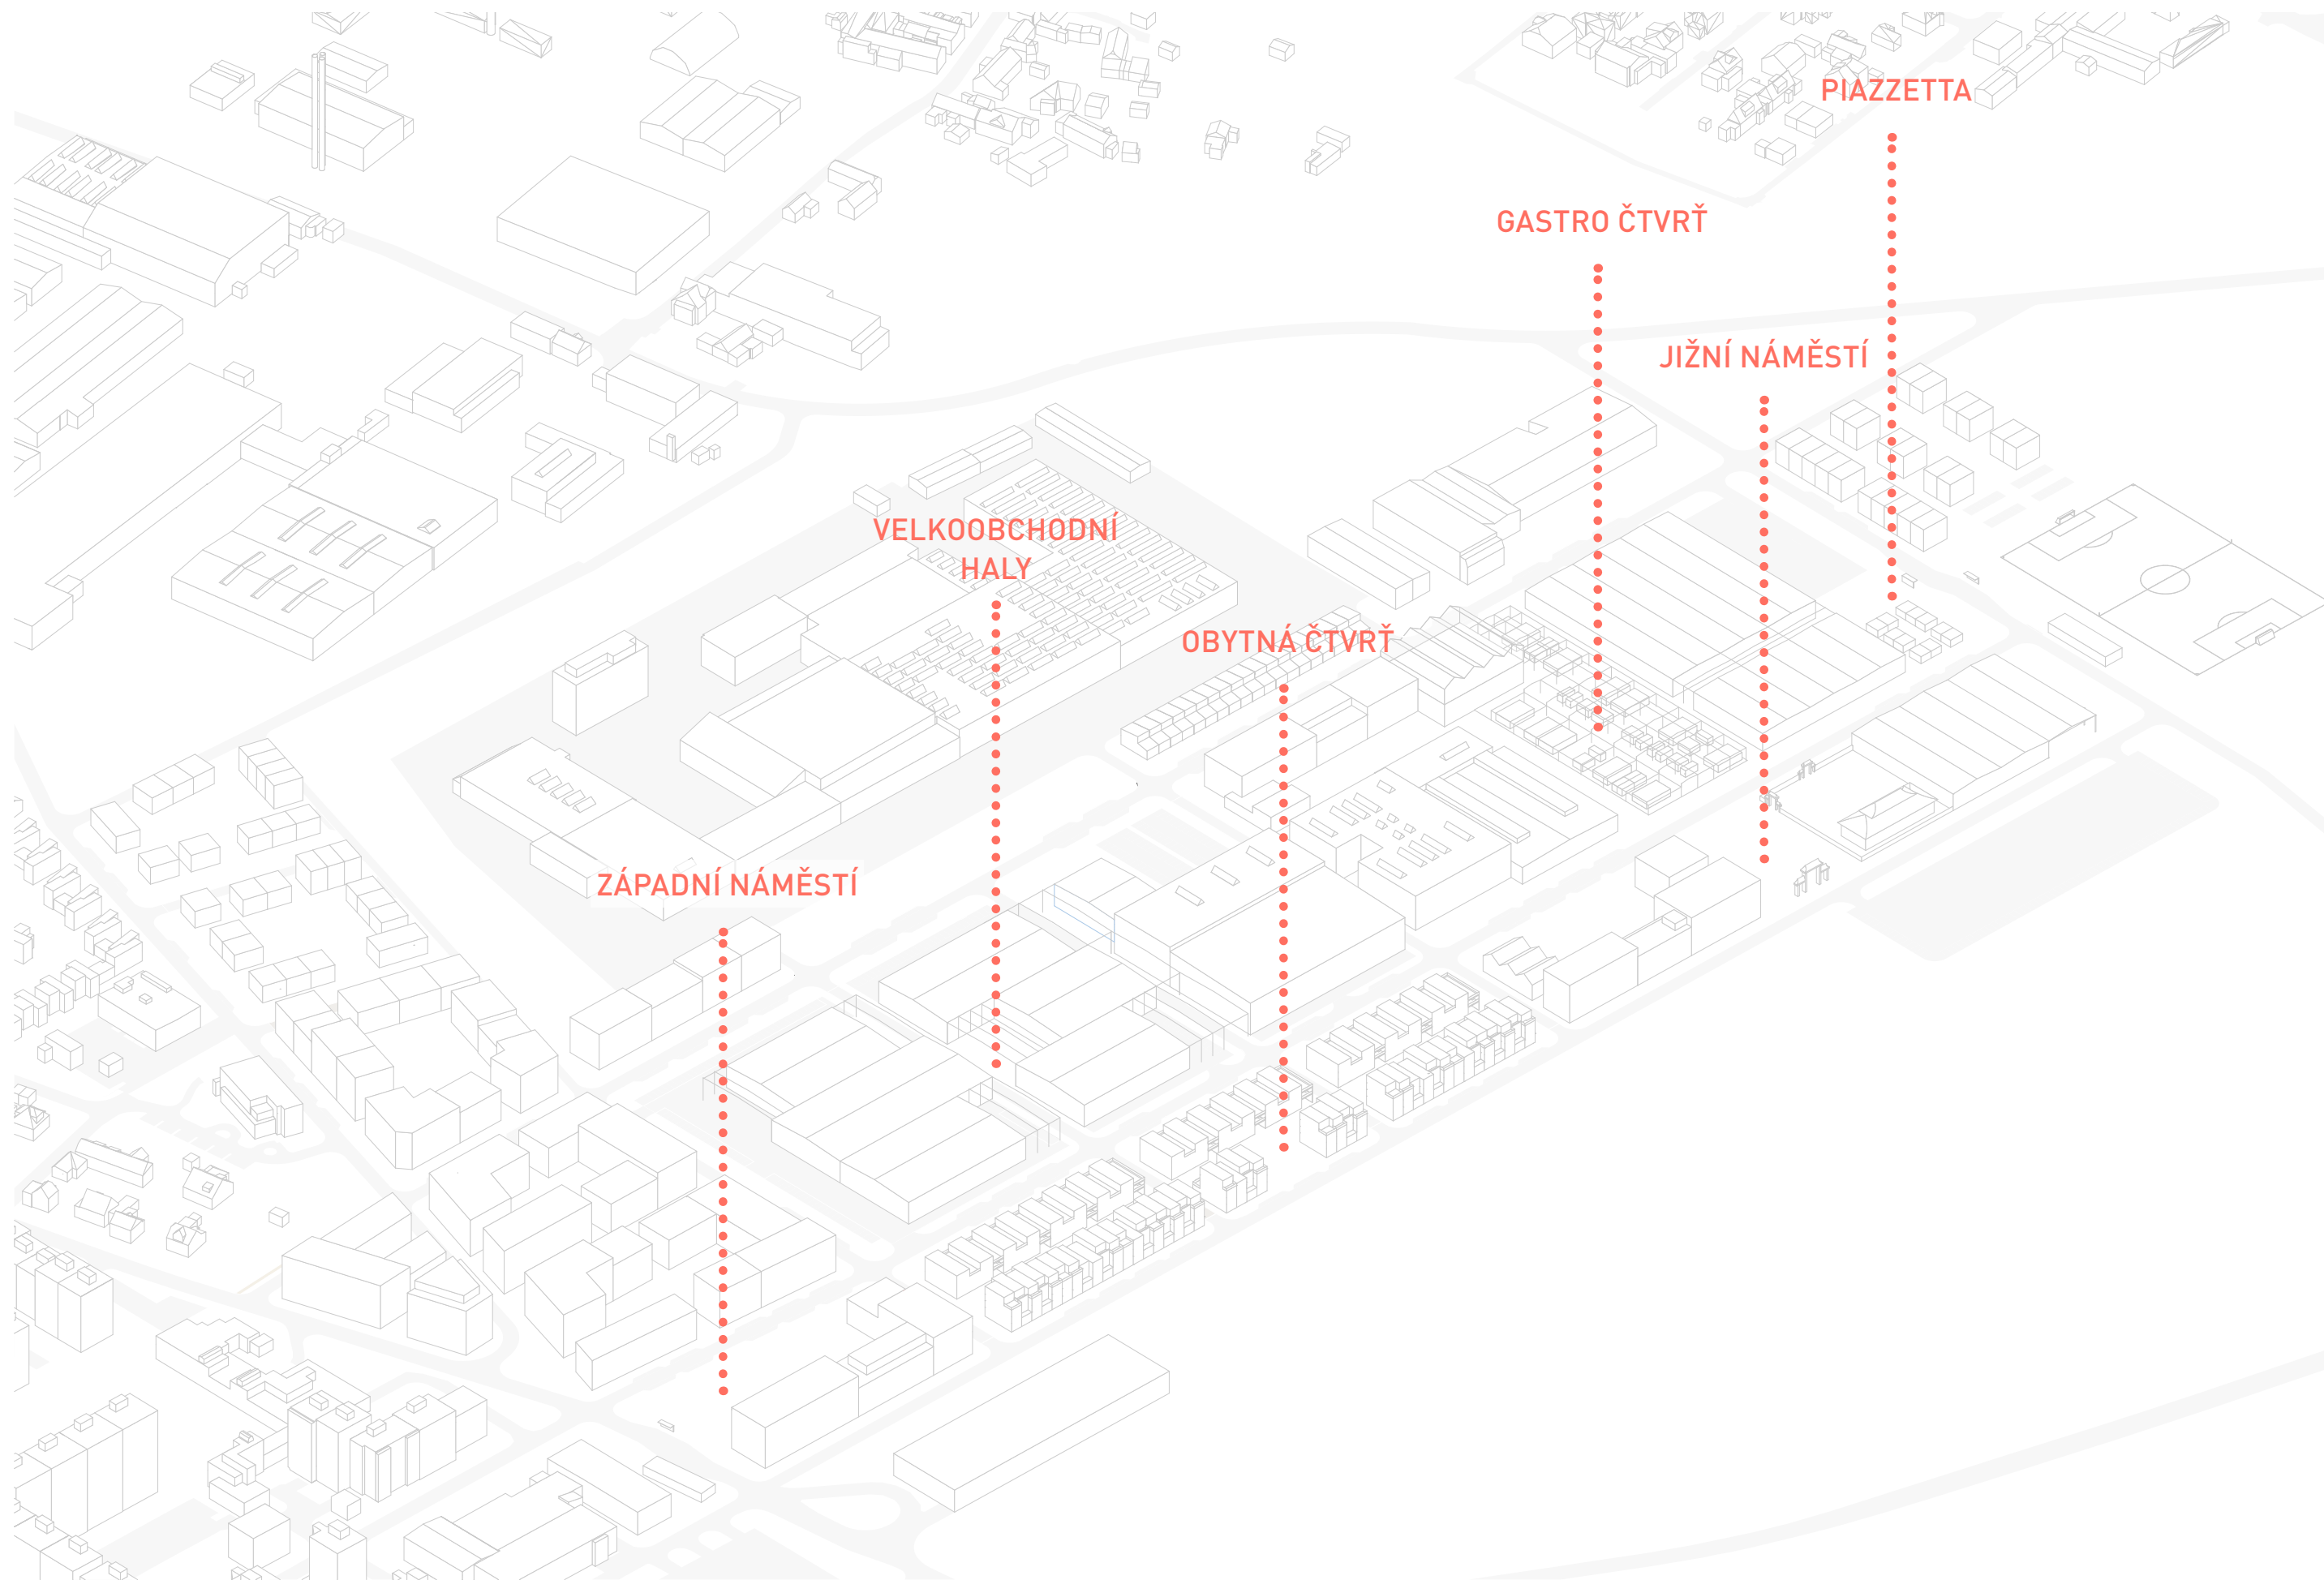 PIAZZETTA
GASTRO ČTVRŤ
JIŽNÍ NÁMĚSTÍ
VELKOOBCHODNÍ
HALY
OBYTNÁ ČTVRŤ
ZÁPADNÍ NÁMĚSTÍ